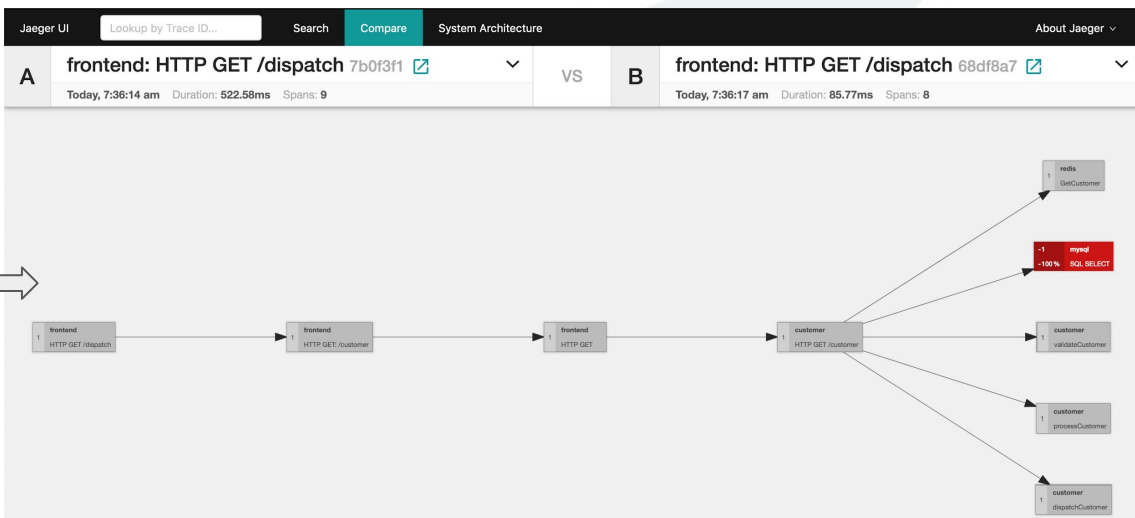 Jaeger UI Lookup by Trace ID... Search Compare System Architecture About Jaeger
A frontend: HTTP GET /dispatch 7b0f3f1 VS B frontend: HTTP GET /dispatch 68df8a7
Today, 7:36:14 am Duration: 522.58ms Spans: 9 Today, 7:36:17 am Duration: 85.77ms Spans: 8
1 redis
GetCustomer
-1 mysql
-100% SQL SELECT
1 frontend
HTTP GET /dispatch
1 frontend
HTTP GET: /customer
1 frontend
HTTP GET
1 customer
HTTP GET /customer
1 customer
validateCustomer
1 customer
processCustomer
1 customer
dispatchCustomer